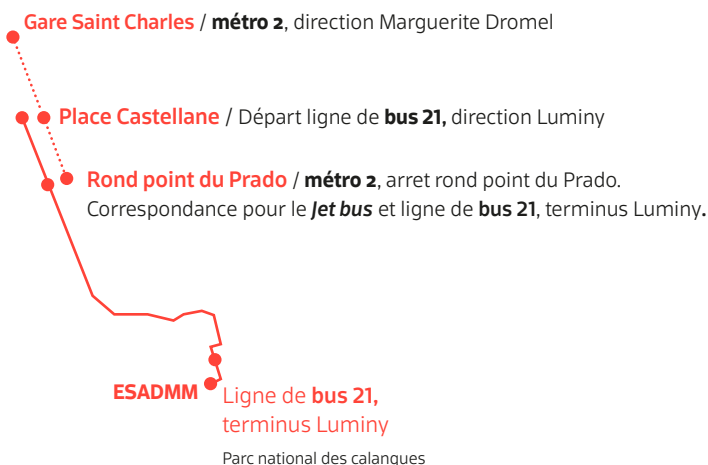 Gare Saint Charles / métro 2, direction Marguerite Dromel
Place Castellane / Départ ligne de bus 21, direction Luminy
Rond point du Prado / métro 2, arret rond point du Prado.
Correspondance pour le Jet bus et ligne de bus 21, terminus Luminy.
ESADMM
Ligne de bus 21,
terminus Luminy
Parc national des calanques